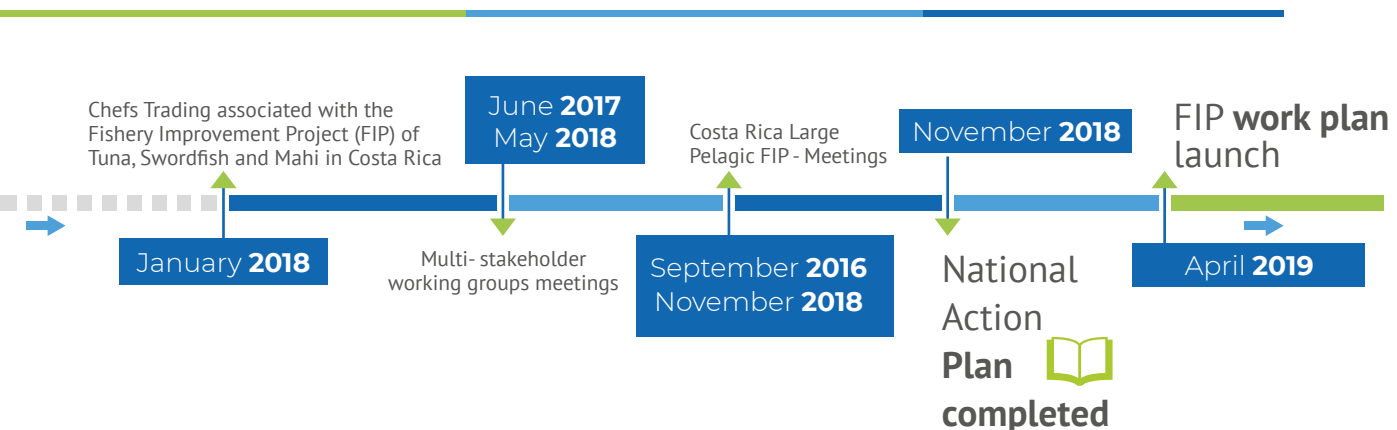 Chefs Trading associated with the
Fishery Improvement Project (FIP) of
Tuna, Swordfish and Mahi in Costa Rica
January 2018
June 2017
May 2018
Multi- stakeholder
working groups meetings
Costa Rica Large
Pelagic FIP - Meetings
September 2016
November 2018
November 2018
National
Action
Plan
completed
FIP work plan
launch
April 2019